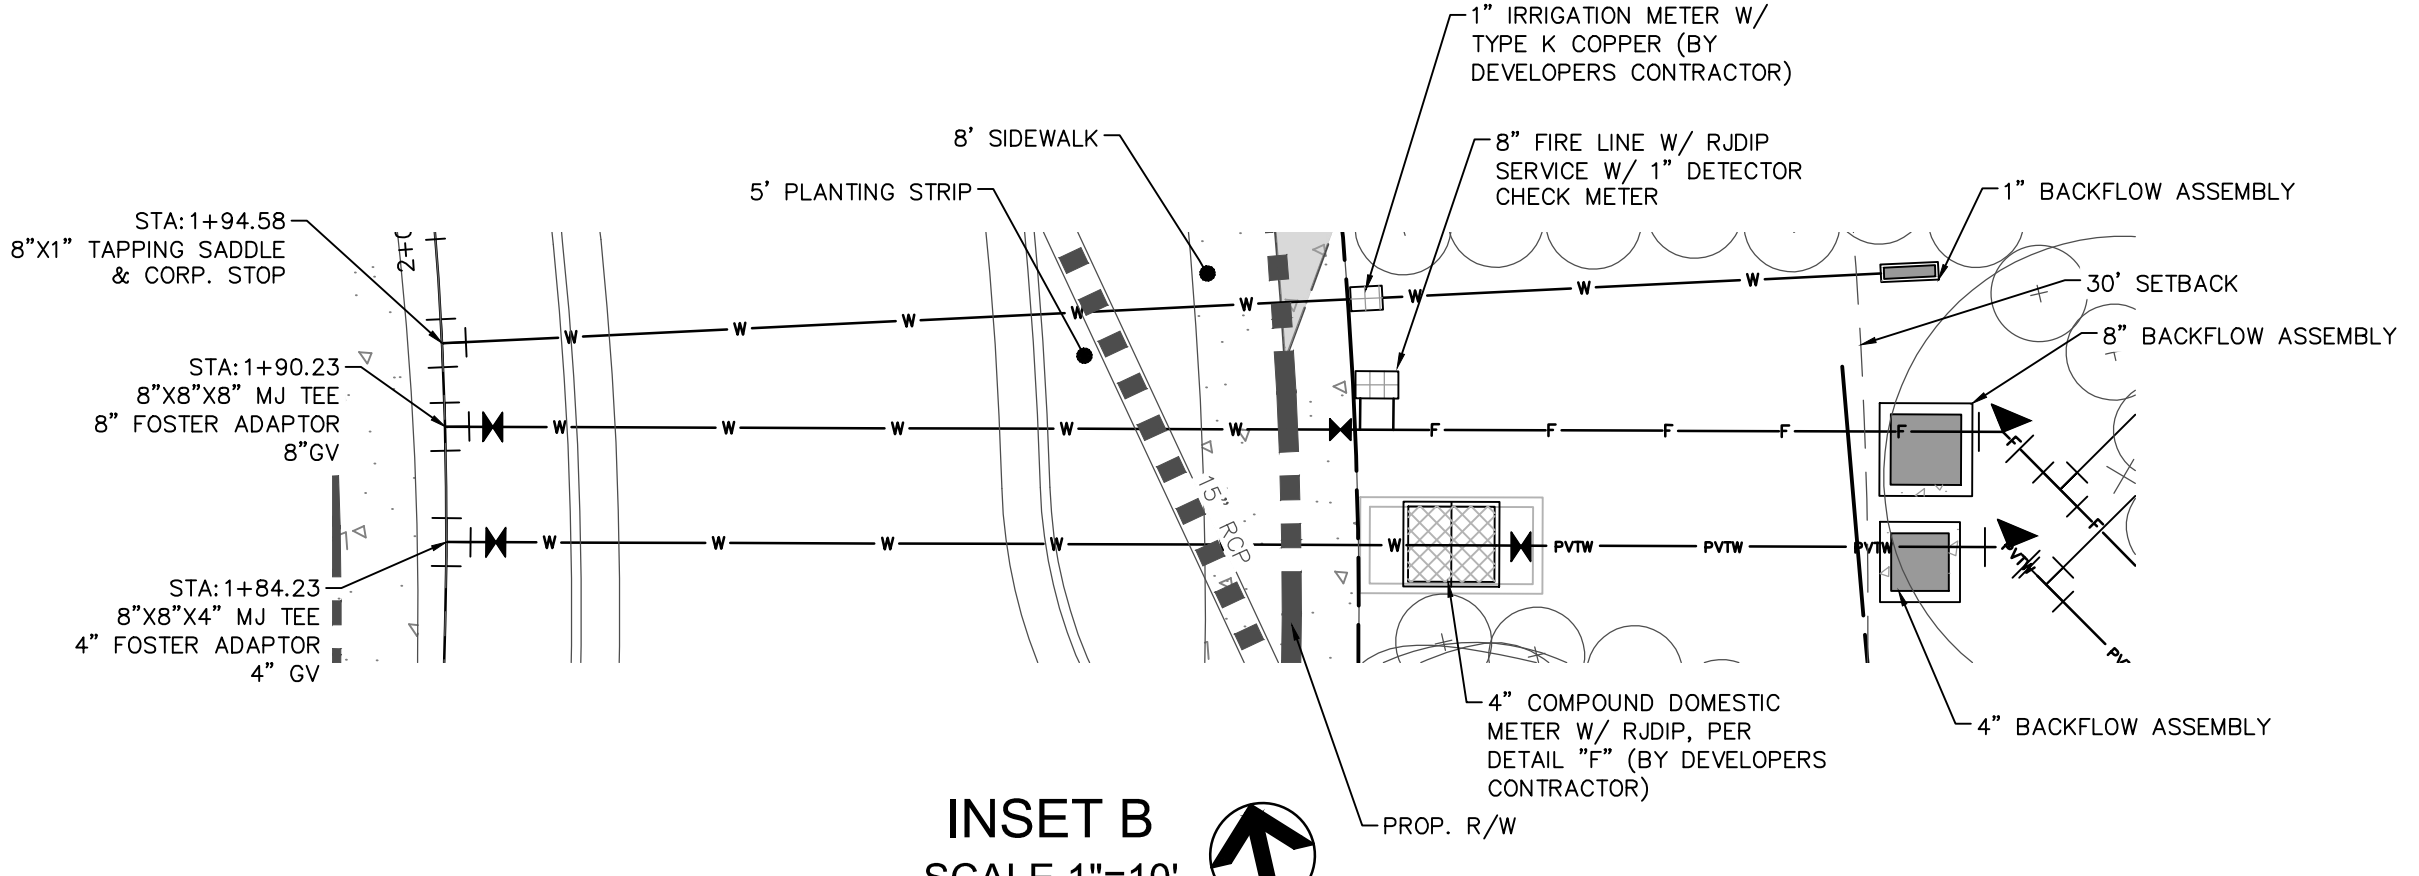 1" IRRIGATION METER W/
TYPE K COPPER (BY
DEVELOPERS CONTRACTOR)
8' SIDEWALK
8" FIRE LINE W/ RJDIP
SERVICE W/ 1" DETECTOR
CHECK METER
5' PLANTING STRIP
1" BACKFLOW ASSEMBLY
STA:1+94.58
8"X1" TAPPING SADDLE
& CORP. STOP
30' SETBACK
8" BACKFLOW ASSEMBLY
W W W W W W W W
STA:1+90.23
8"X8"X8" MJ TEE
8" FOSTER ADAPTOR
8"GV
W W W W W F F F F F F F
15" RCP
W W W W W PVTW PVTW PVTW PVTW
STA:1+84.23
8"X8"X4" MJ TEE
4" FOSTER ADAPTOR
4" GV
4" COMPOUND DOMESTIC
METER W/ RJDIP, PER
DETAIL "F" (BY DEVELOPERS
CONTRACTOR)
4" BACKFLOW ASSEMBLY
PROP. R/W
INSET B
SCALE 1"=10'